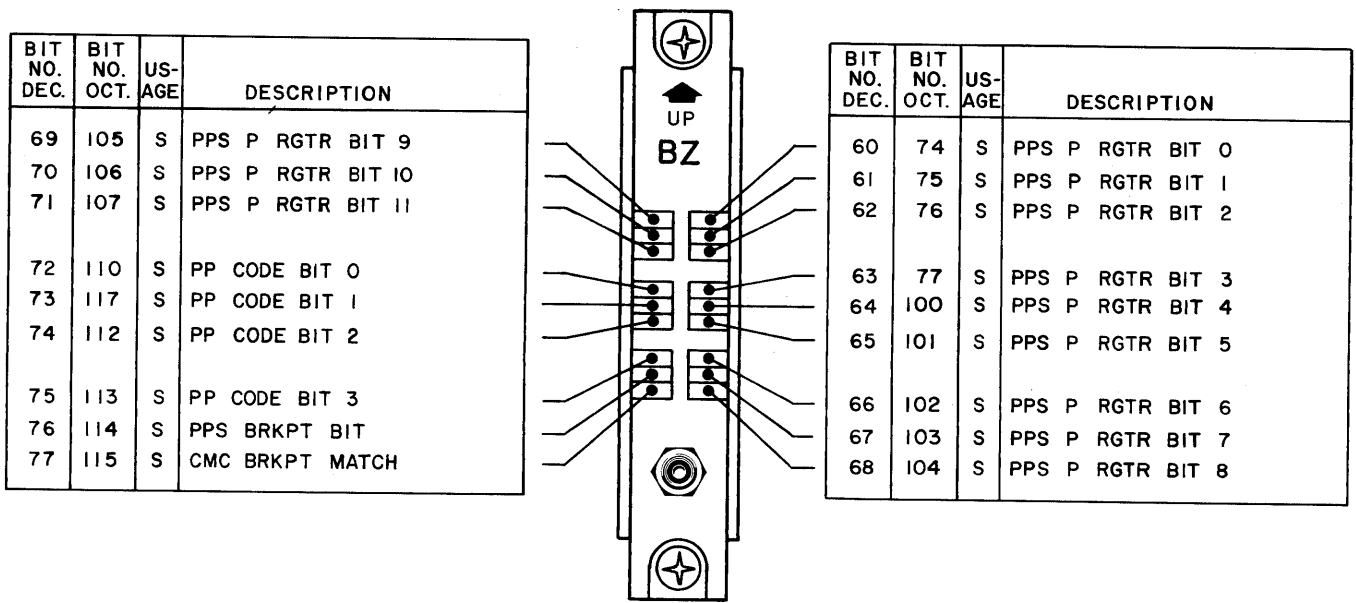 BIT NO. DEC. BIT NO. OCT. US-AGE DESCRIPTION
69 105 S PPS P RGTR BIT 9
70 106 S PPS P RGTR BIT 10
71 107 S PPS P RGTR BIT 11
72 110 S PP CODE BIT 0
73 117 S PP CODE BIT 1
74 112 S PP CODE BIT 2
75 113 S PP CODE BIT 3
76 114 S PPS BRKPT BIT
77 115 S CMC BRKPT MATCH
UP
BZ
BIT NO. DEC. BIT NO. OCT. US-AGE DESCRIPTION
60 74 S PPS P RGTR BIT 0
61 75 S PPS P RGTR BIT 1
62 76 S PPS P RGTR BIT 2
63 77 S PPS P RGTR BIT 3
64 100 S PPS P RGTR BIT 4
65 101 S PPS P RGTR BIT 5
66 102 S PPS P RGTR BIT 6
67 103 S PPS P RGTR BIT 7
68 104 S PPS P RGTR BIT 8